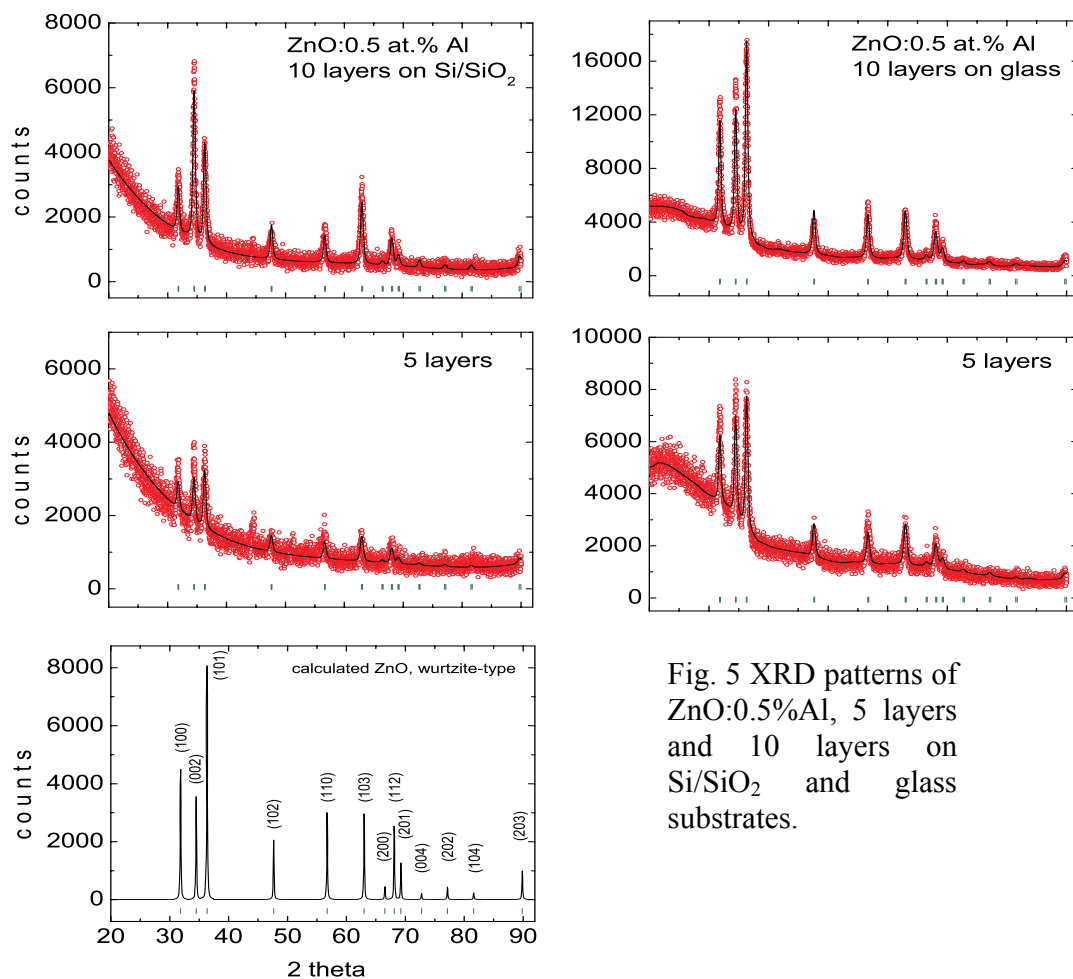 8000
6000
4000
2000
0
counts
ZnO:0.5 at.% Al
10 layers on Si/SiO2
16000
12000
8000
4000
0
ZnO:0.5 at.% Al
10 layers on glass
6000
4000
2000
0
counts
5 layers
10000
8000
6000
4000
2000
0
5 layers
8000
6000
4000
2000
0
counts
calculated ZnO, wurtzite-type
(100)
(002)
(101)
(102)
(110)
(103)
(200)
(112)
(201)
(004)
(202)
(104)
(203)
20 30 40 50 60 70 80 90
2 theta
Fig. 5 XRD patterns of
ZnO:0.5%Al, 5 layers
and 10 layers on
Si/SiO2 and glass
substrates.